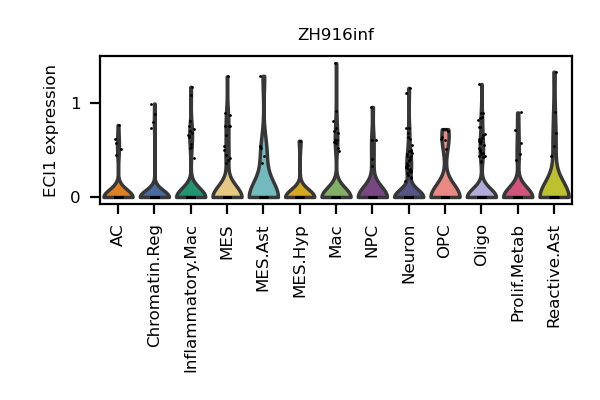 ZH916inf
ECI1 expression
1
0
AC
Chromatin.Reg
Inflammatory.Mac
MES
MES.Ast
MES.Hyp
Mac
NPC
Neuron
OPC
Oligo
Prolif.Metab
Reactive.Ast